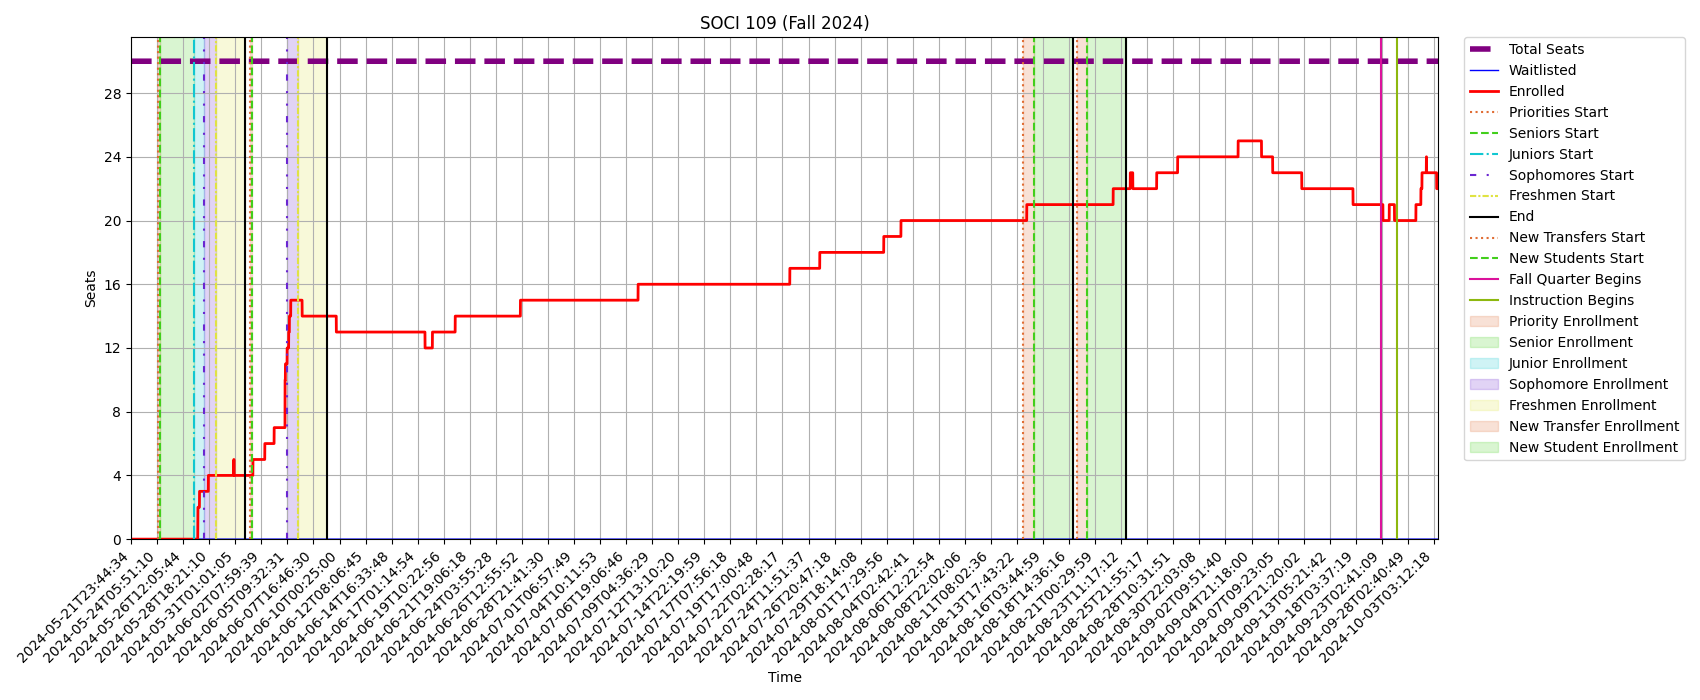 SOCI 109 (Fall 2024)
Seats
28
24
20
16
12
8
4
0
2024-05-21T23:44:34
2024-05-24T05:51:10
2024-05-26T12:05:44
2024-05-28T18:21:10
2024-05-31T01:01:05
2024-06-02T07:59:39
2024-06-05T09:32:31
2024-06-07T16:46:30
2024-06-10T00:25:00
2024-06-12T08:06:45
2024-06-14T16:33:48
2024-06-17T01:14:54
2024-06-19T10:22:56
2024-06-21T19:06:18
2024-06-24T03:55:28
2024-06-26T12:55:52
2024-06-28T21:41:30
2024-07-01T06:57:49
2024-07-04T10:11:53
2024-07-06T19:06:46
2024-07-09T04:36:29
2024-07-12T13:10:20
2024-07-14T22:19:59
2024-07-17T07:56:18
2024-07-19T17:00:48
2024-07-22T02:28:17
2024-07-24T11:51:37
2024-07-26T20:47:18
2024-07-29T18:14:08
2024-08-01T17:29:56
2024-08-04T02:42:41
2024-08-06T12:22:54
2024-08-08T22:02:06
2024-08-11T08:02:36
2024-08-13T17:43:22
2024-08-16T03:44:59
2024-08-18T14:36:16
2024-08-21T00:29:59
2024-08-23T11:17:12
2024-08-25T21:55:17
2024-08-28T10:31:51
2024-08-30T22:03:08
2024-09-02T09:51:40
2024-09-04T21:18:00
2024-09-07T09:23:05
2024-09-09T21:20:02
2024-09-13T05:21:42
2024-09-18T03:37:19
2024-09-23T02:41:09
2024-09-28T02:40:49
2024-10-03T03:12:18
Time
Total Seats
Waitlisted
Enrolled
Priorities Start
Seniors Start
Juniors Start
Sophomores Start
Freshmen Start
End
New Transfers Start
New Students Start
Fall Quarter Begins
Instruction Begins
Priority Enrollment
Senior Enrollment
Junior Enrollment
Sophomore Enrollment
Freshmen Enrollment
New Transfer Enrollment
New Student Enrollment